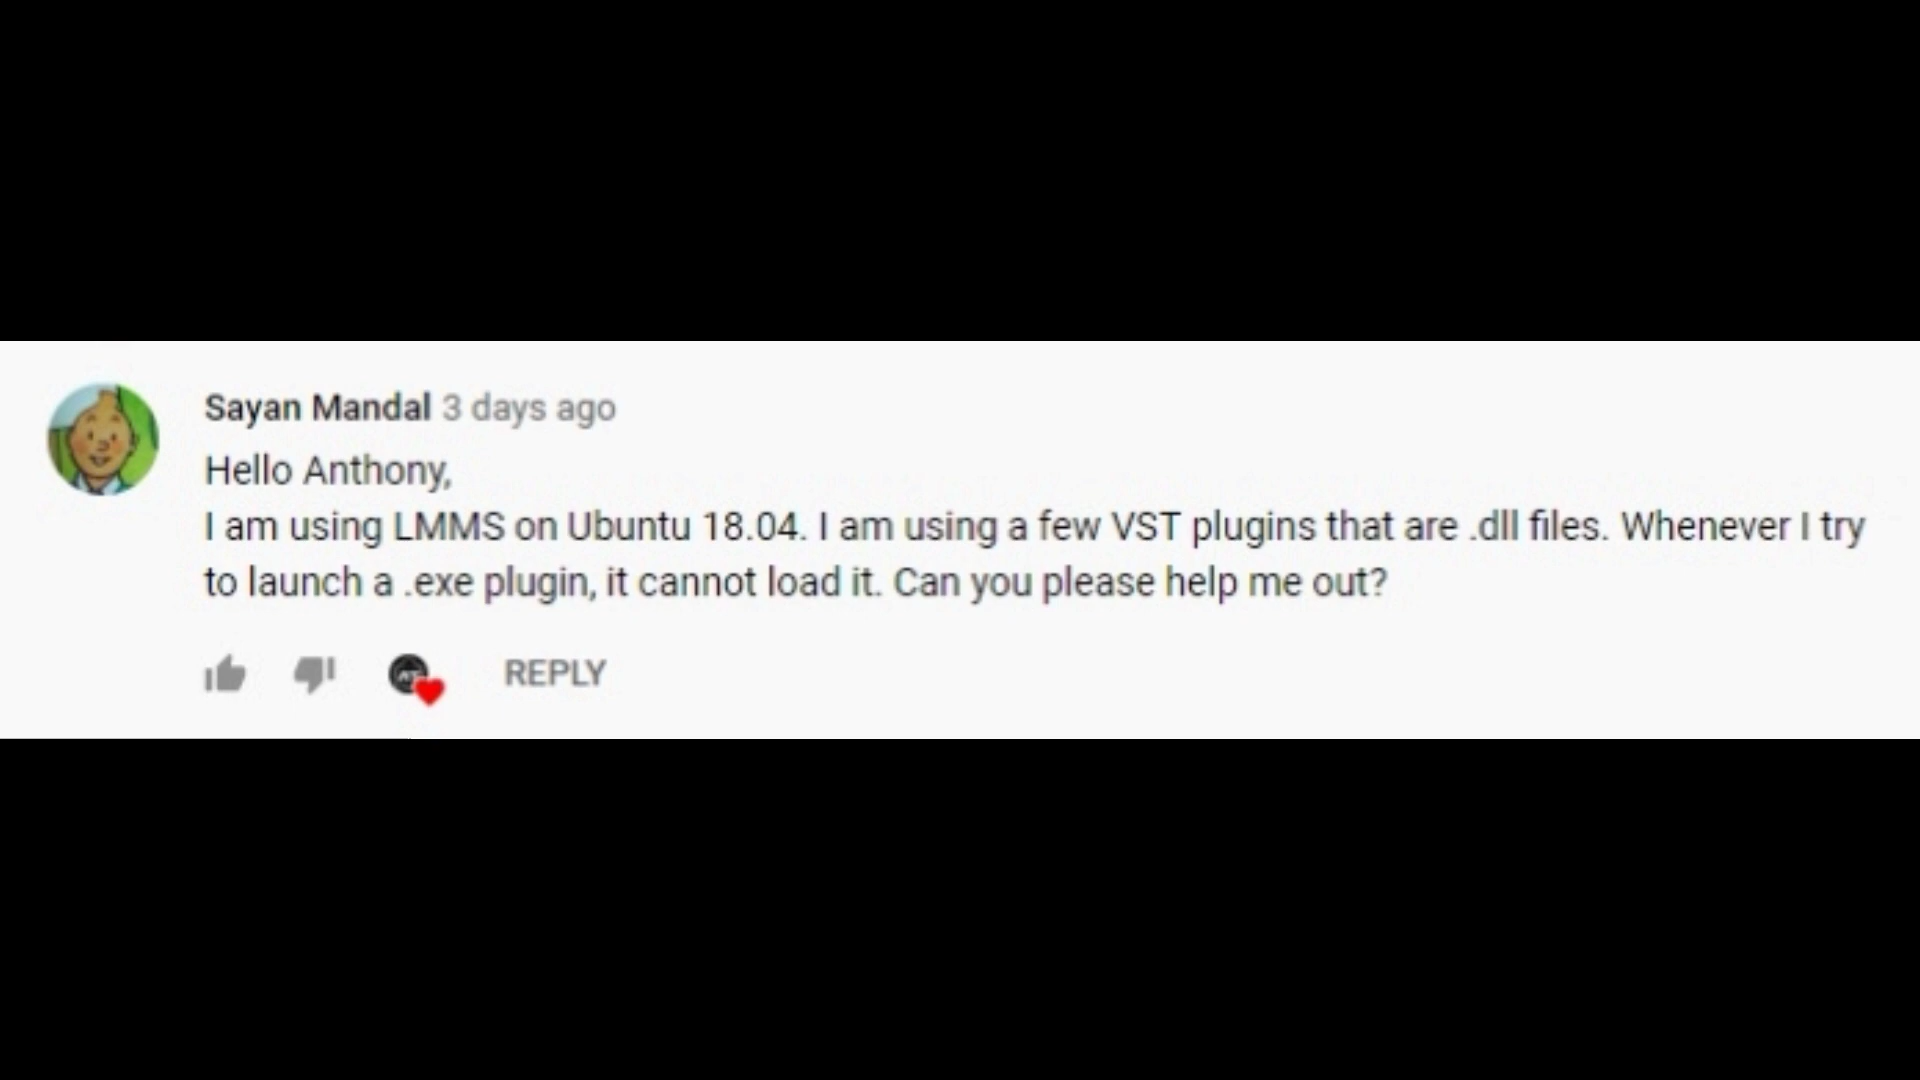 Sayan Mandal 3 days ago
Hello Anthony,
I am using LMMS on Ubuntu 18.04. I am using a few VST plugins that are .dll files. Whenever I try
to launch a .exe plugin, it cannot load it. Can you please help me out?
REPLY